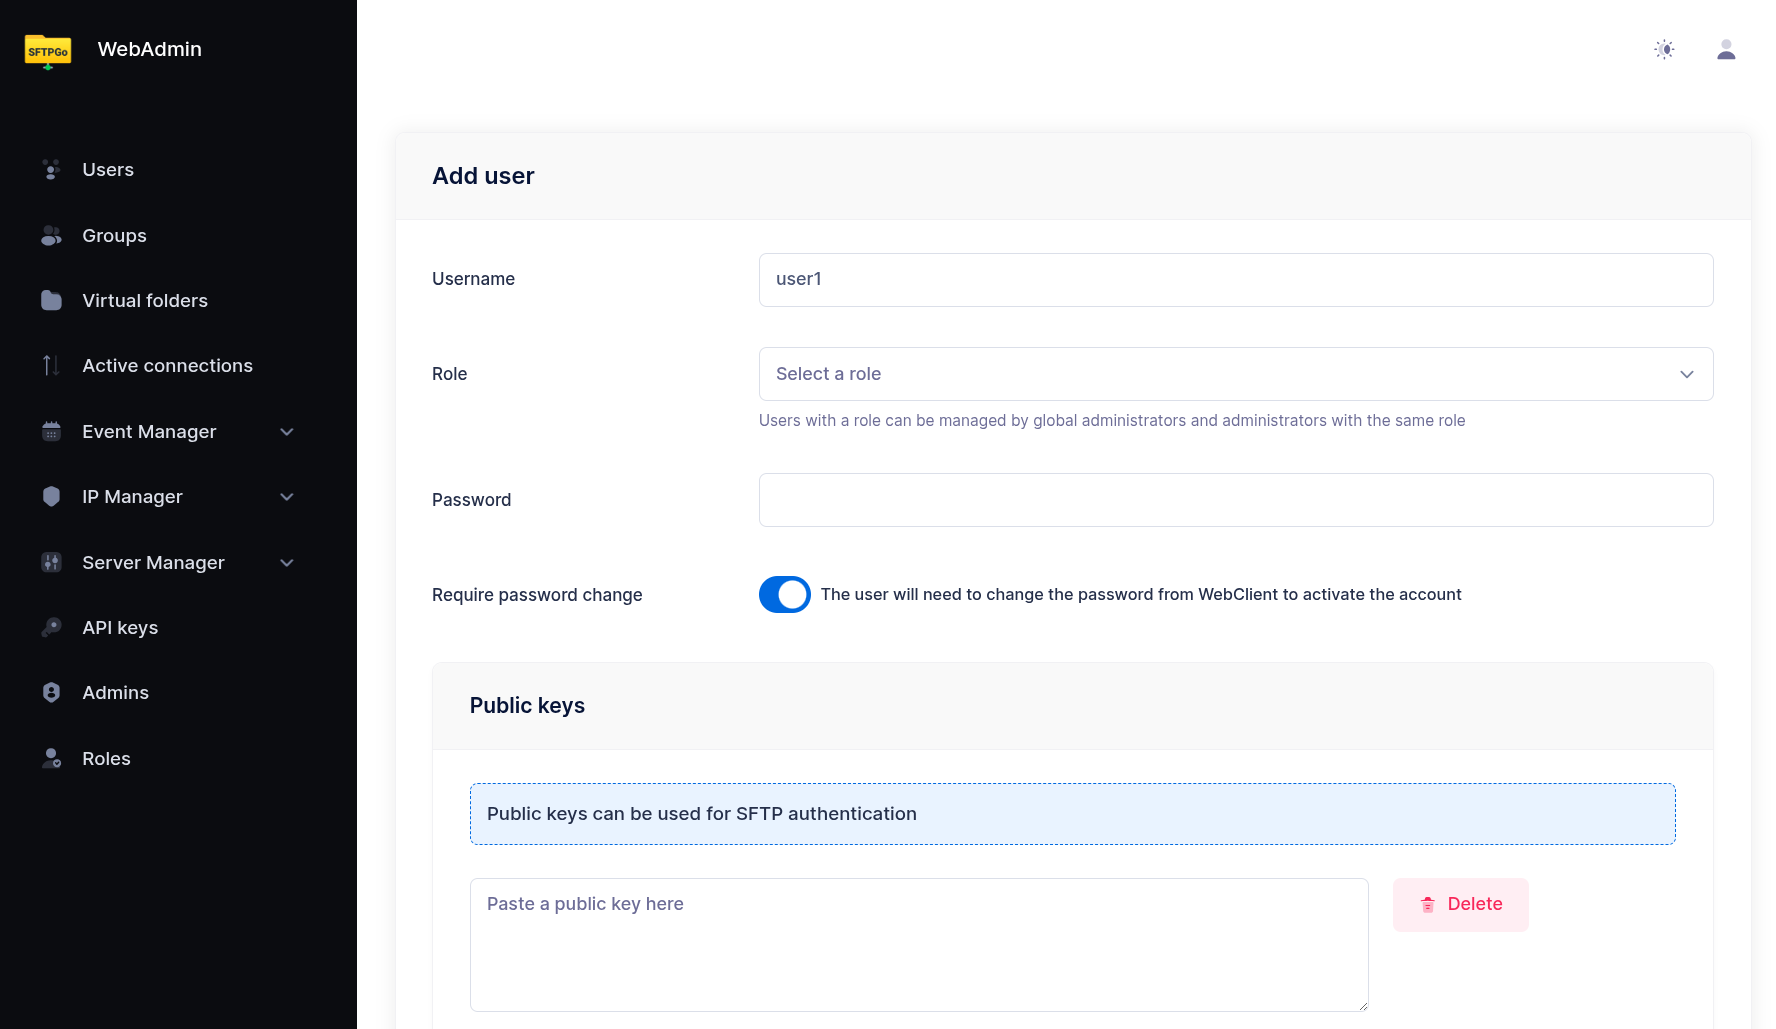 SFTPGo
WebAdmin
Users
Groups
Virtual folders
Active connections
Event Manager
IP Manager
Server Manager
API keys
Admins
Roles
Add user
Username
user1
Role
Select a role
Users with a role can be managed by global administrators and administrators with the same role
Password
Require password change
The user will need to change the password from WebClient to activate the account
Public keys
Public keys can be used for SFTP authentication
Paste a public key here
Delete